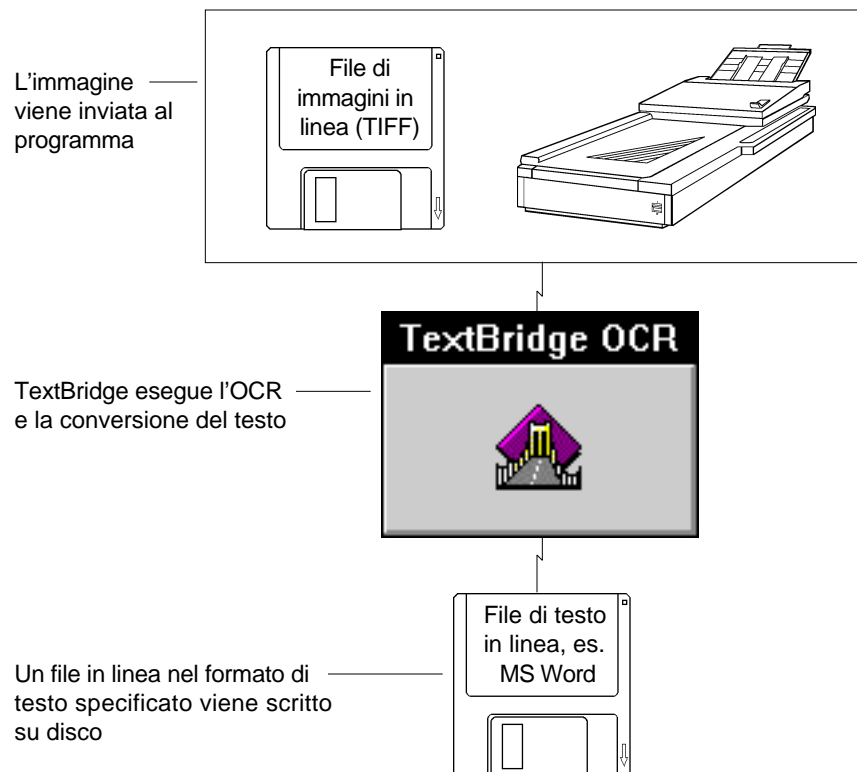 L'immagine
viene inviata al
programma
File di
immagini in
linea (TIFF)
TextBridge OCR
TextBridge esegue l'OCR
e la conversione del testo
File di testo
in linea, es.
MS Word
Un file in linea nel formato di
testo specificato viene scritto
su disco